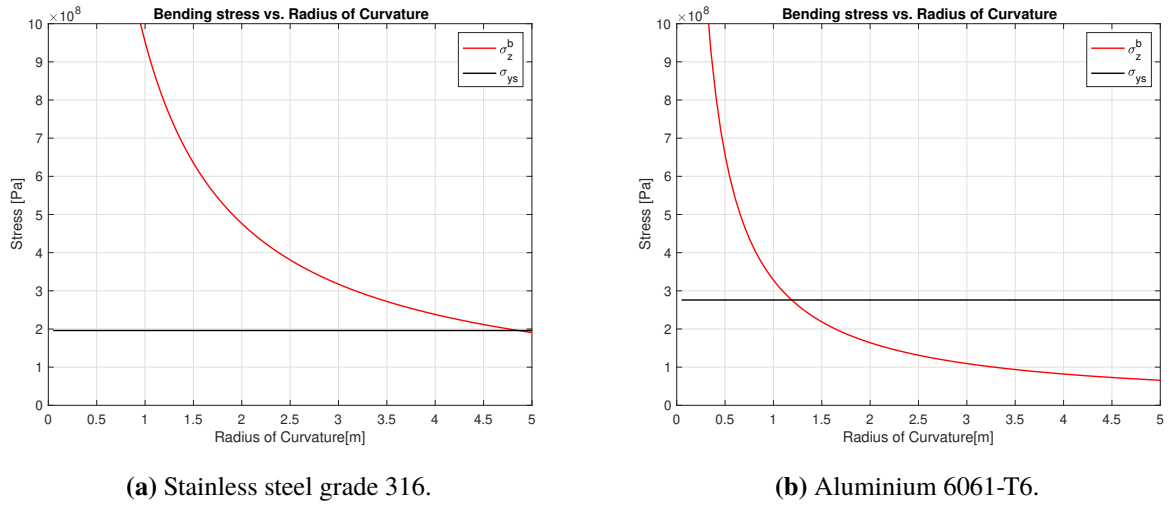 Bending stress vs. Radius of Curvature
×10^8
10
9
8
7
6
5
4
3
2
1
0
Stress [Pa]
σ_z^b
σ_ys
0 0.5 1 1.5 2 2.5 3 3.5 4 4.5 5
Radius of Curvature[m]
(a) Stainless steel grade 316.
Bending stress vs. Radius of Curvature
×10^8
10
9
8
7
6
5
4
3
2
1
0
Stress [Pa]
σ_z^b
σ_ys
0 0.5 1 1.5 2 2.5 3 3.5 4 4.5 5
Radius of Curvature[m]
(b) Aluminium 6061-T6.